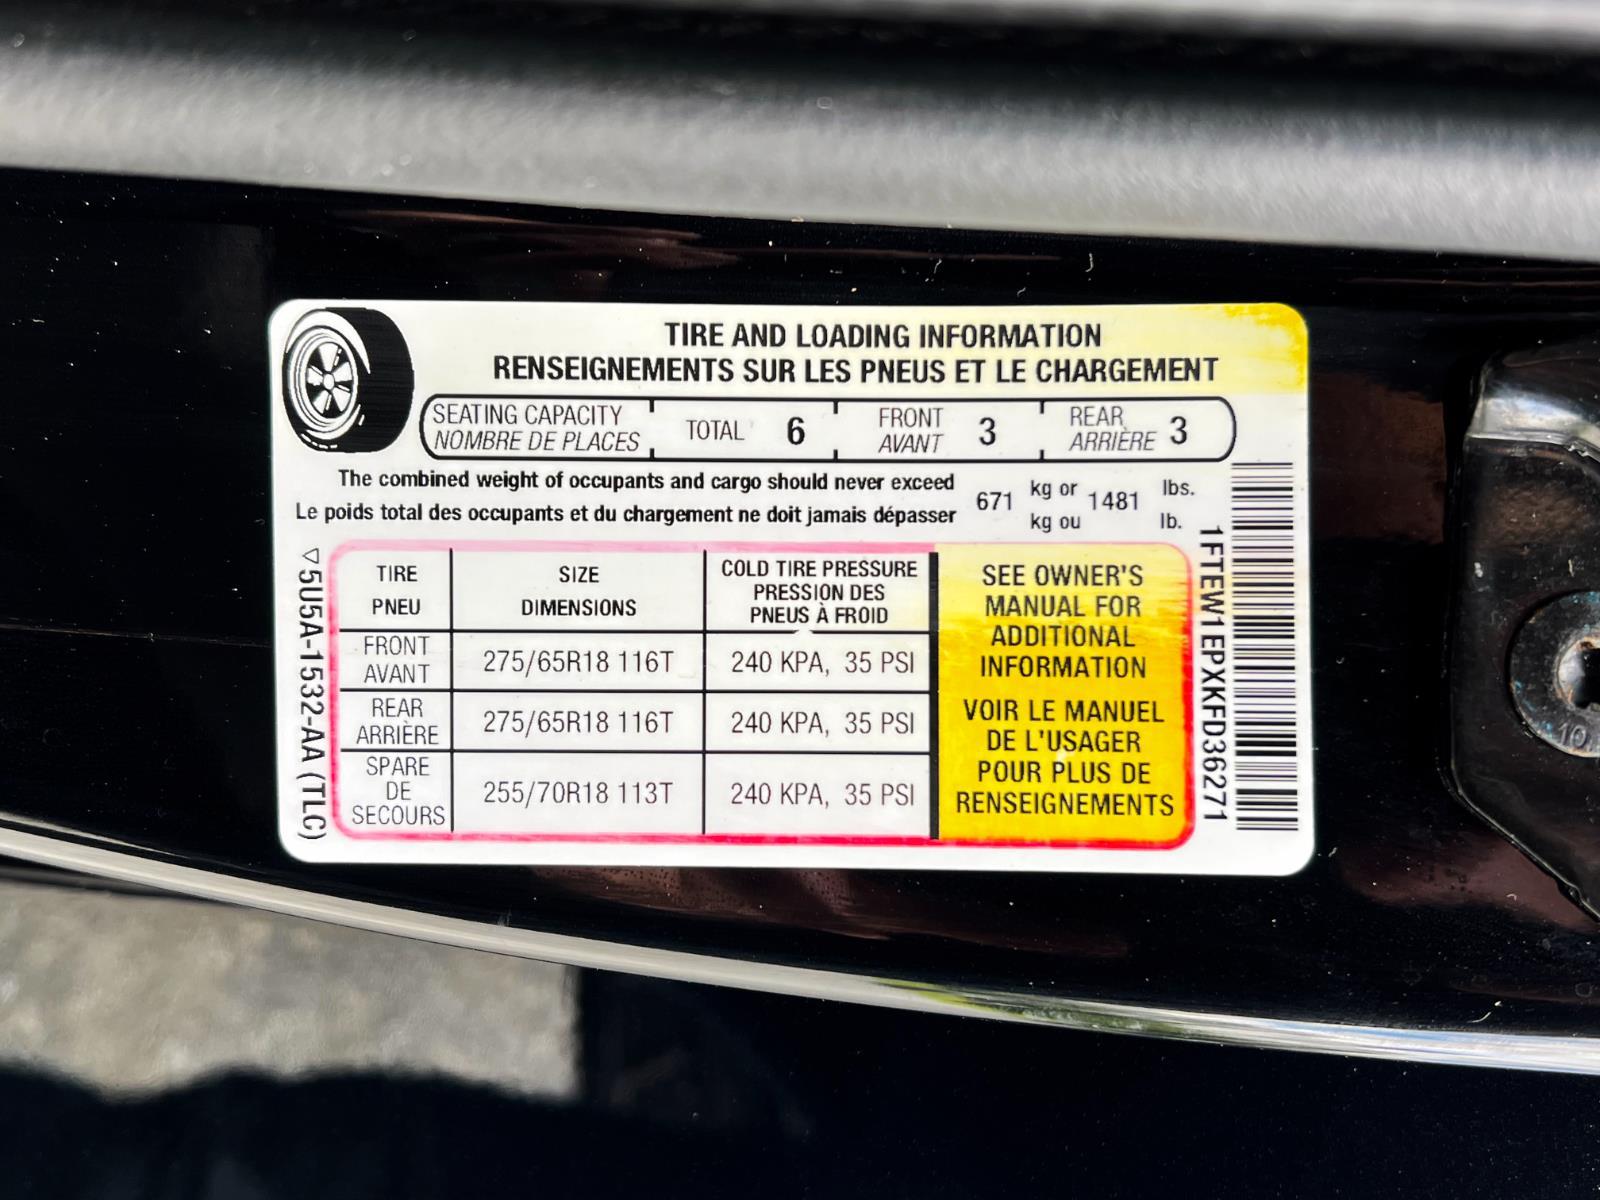 TIRE AND LOADING INFORMATION
RENSEIGNEMENTS SUR LES PNEUS ET LE CHARGEMENT
SEATING CAPACITY
NOMBRE DE PLACES
TOTAL 6
FRONT
AVANT
3
REAR
ARRIÈRE
3
The combined weight of occupants and cargo should never exceed
Le poids total des occupants et du chargement ne doit jamais dépasser
671
kg or
kg ou
1481
lbs.
lb.
TIRE
PNEU
SIZE
DIMENSIONS
COLD TIRE PRESSURE
PRESSION DES
PNEUS À FROID
FRONT
AVANT
275/65R18 116T
240 KPA, 35 PSI
REAR
ARRIÈRE
275/65R18 116T
240 KPA, 35 PSI
SPARE
DE
SECOURS
255/70R18 113T
240 KPA, 35 PSI
SEE OWNER'S
MANUAL FOR
ADDITIONAL
INFORMATION
VOIR LE MANUEL
DE L'USAGER
POUR PLUS DE
RENSEIGNEMENTS
5U5A-1532-AA (TLC)
1FTEW1EPXKFD36271
10